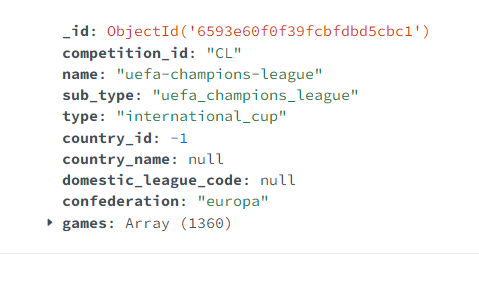 _id: ObjectId('6593e60f0f39fcbfdbd5cbc1')
competition_id: "CL"
name: "uefa-champions-league"
sub_type: "uefa_champions_league"
type: "international_cup"
country_id: -1
country_name: null
domestic_league_code: null
confederation: "europa"
games: Array (1360)